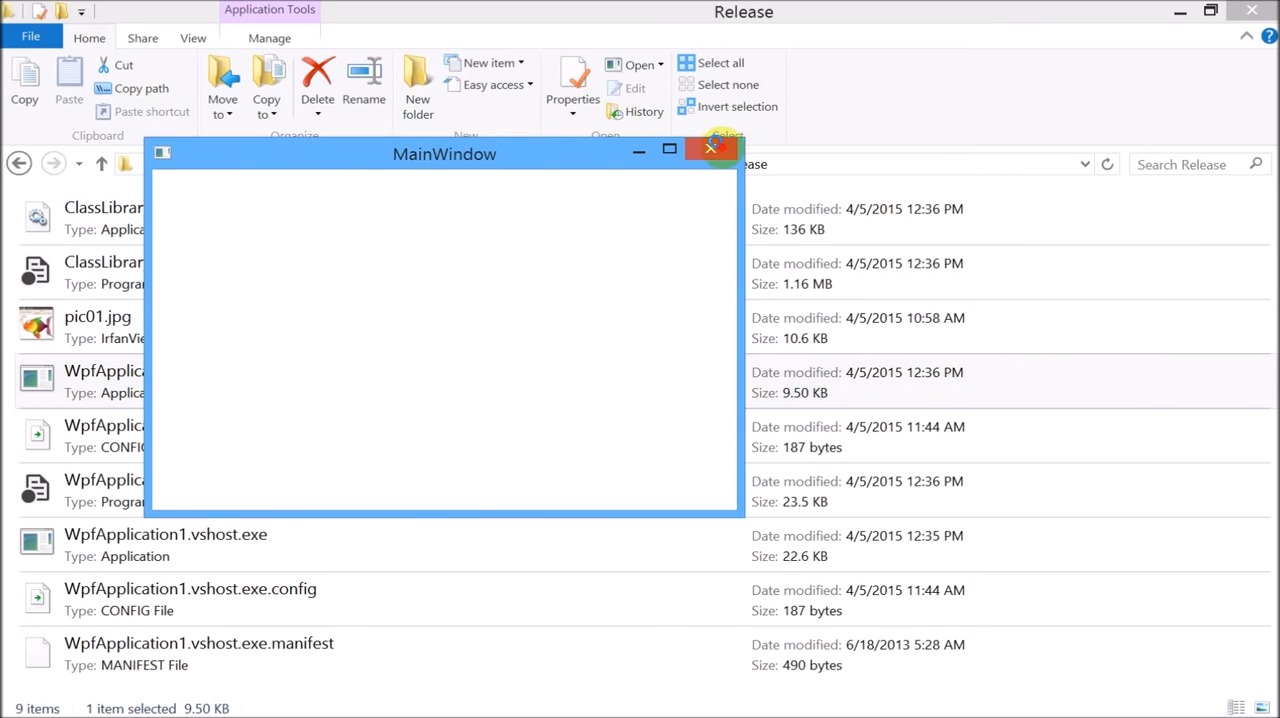 Application Tools
Release
File
Home
Share
View
Manage
Copy
Paste
Cut
Copy path
Paste shortcut
Clipboard
Move to
Copy to
Delete
Rename
Organize
New folder
New item
Easy access
New
Properties
Open
Edit
History
Open
Select all
Select none
Invert selection
Select
MainWindow
ease
Search Release
ClassLibrar
Date modified: 4/5/2015 12:36 PM
Type: Applica
Size: 136 KB
ClassLibrar
Date modified: 4/5/2015 12:36 PM
Type: Program
Size: 1.16 MB
pic01.jpg
Date modified: 4/5/2015 10:58 AM
Type: IrfanVie
Size: 10.6 KB
WpfApplica
Date modified: 4/5/2015 12:36 PM
Type: Applica
Size: 9.50 KB
WpfApplica
Date modified: 4/5/2015 11:44 AM
Type: CONFIG
Size: 187 bytes
WpfApplica
Date modified: 4/5/2015 12:36 PM
Type: Program
Size: 23.5 KB
WpfApplication1.vshost.exe
Date modified: 4/5/2015 12:35 PM
Type: Application
Size: 22.6 KB
WpfApplication1.vshost.exe.config
Date modified: 4/5/2015 11:44 AM
Type: CONFIG File
Size: 187 bytes
WpfApplication1.vshost.exe.manifest
Date modified: 6/18/2013 5:28 AM
Type: MANIFEST File
Size: 490 bytes
9 items 1 item selected 9.50 KB